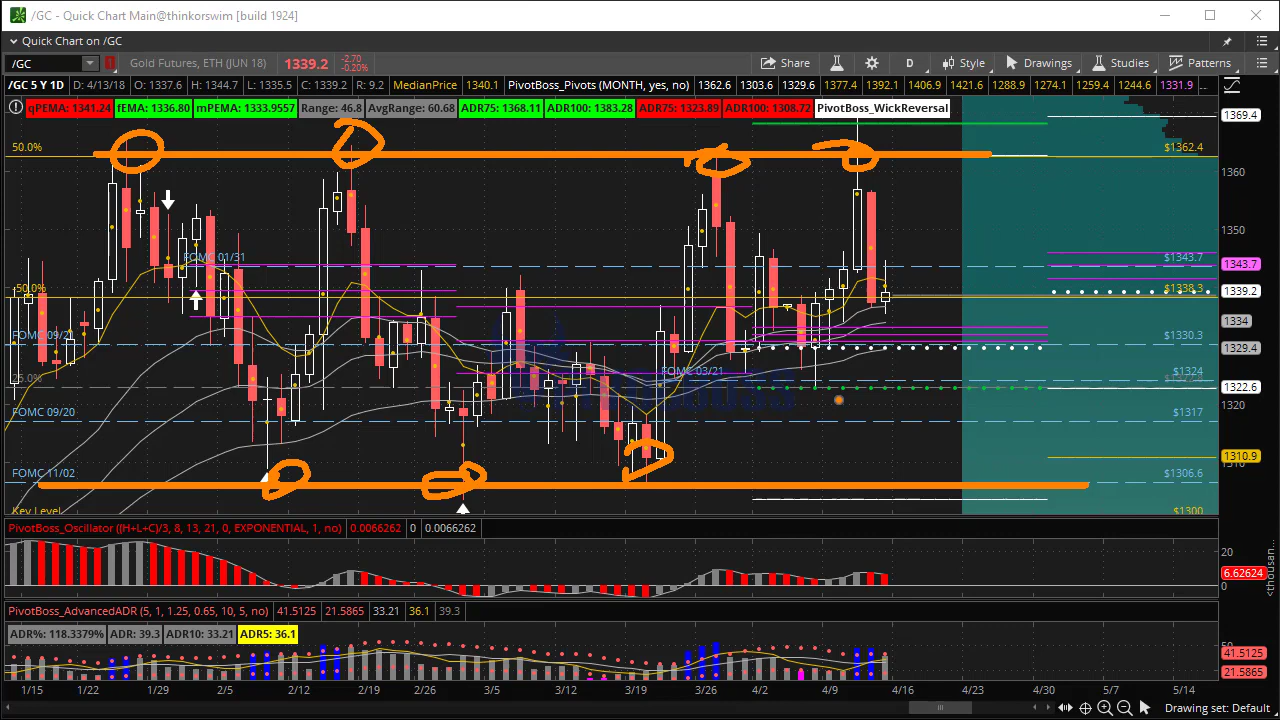 /GC - Quick Chart Main@thinkorswim [build 1924]
Quick Chart on /GC
/GC Gold Futures, ETH (JUN 18) 1339.2 -2.70 -0.20% Share D Style Drawings Studies Patterns
/GC 5 Y 1D D: 4/13/18 O: 1337.6 H: 1344.7 L: 1335.5 C: 1339.2 R: 9.2 MedianPrice 1340.1 PivotBoss_Pivots (MONTH, yes, no) 1362.6 1303.6 1329.6 1377.4 1392.1 1406.9 1421.6 1288.9 1274.1 1259.4 1244.6 1331.9 ...
qPEMA: 1341.24 FEMA: 1336.80 mPEMA: 1333.9557 Range: 46.8 AvgRange: 60.68 ADR75: 1368.11 ADR100: 1383.28 ADR75: 1323.89 ADR100: 1308.72 PivotBoss_WickReversal
1369.4
50.0% $1362.4
1360
1350
FOMC 01/31 $1343.7 1343.7
50.0% $1338.3 1339.2
1334
FOMC 09/21 $1330.3
1329.4
FOMC 03/21 $1324
25.0% 1322.6
1320
FOMC 09/20 $1317
1310.9
1310
FOMC 11/02 $1306.6
Key Level $1300
PivotBoss_Oscillator ((H+L+C)/3, 8, 13, 21, 0, EXPONENTIAL, 1, no) 0.0066262 0 0.0066262
20
6.62624
0
<thousan...
PivotBoss_AdvancedADR (5, 1, 1.25, 0.65, 10, 5, no) 41.5125 21.5865 33.21 36.1 39.3
ADR%: 118.3379% ADR: 39.3 ADR10: 33.21 ADR5: 36.1
50
41.5125
21.5865
1/15 1/22 1/29 2/5 2/12 2/19 2/26 3/5 3/12 3/19 3/26 4/2 4/9 4/16 4/23 4/30 5/7 5/14
Drawing set: Default